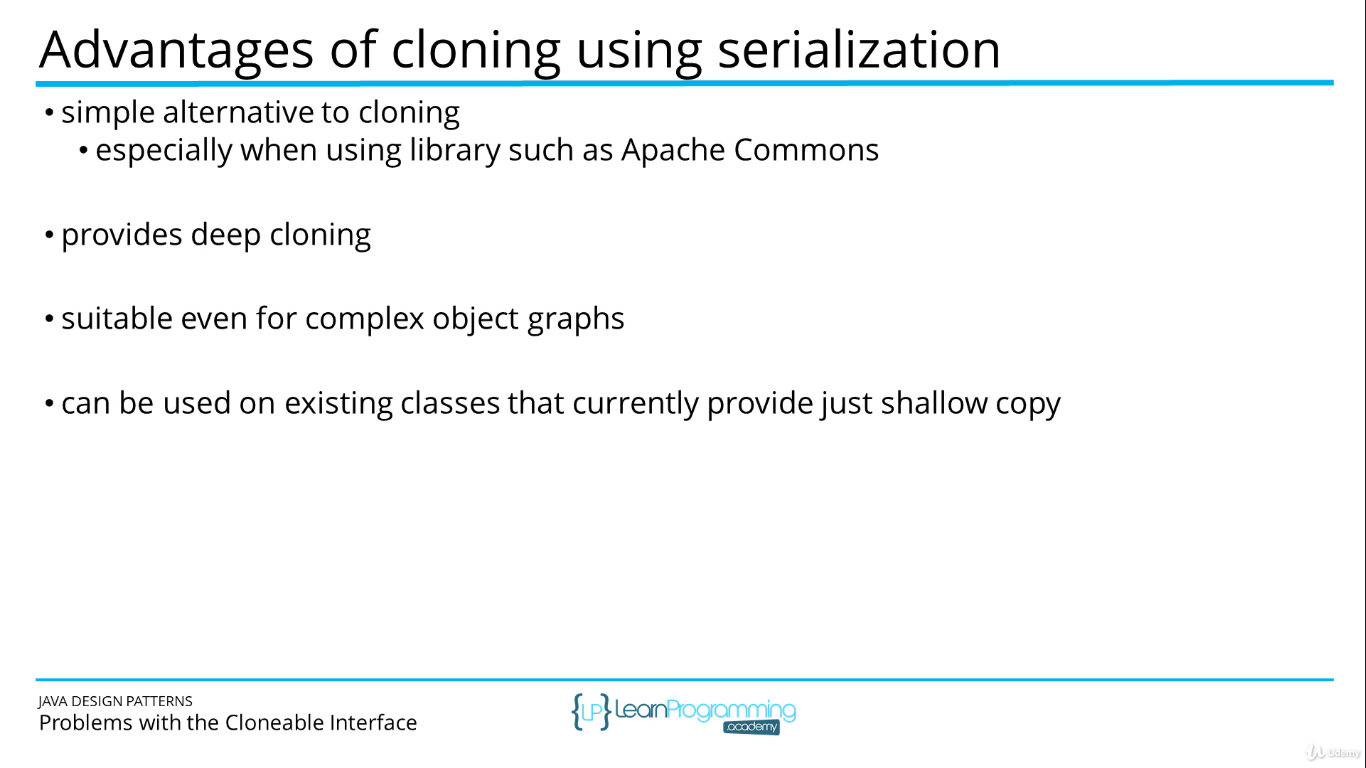 Advantages of cloning using serialization
• simple alternative to cloning
• especially when using library such as Apache Commons
• provides deep cloning
• suitable even for complex object graphs
• can be used on existing classes that currently provide just shallow copy
JAVA DESIGN PATTERNS
Problems with the Cloneable Interface
{LP} LearnProgramming
.academy
Udemy